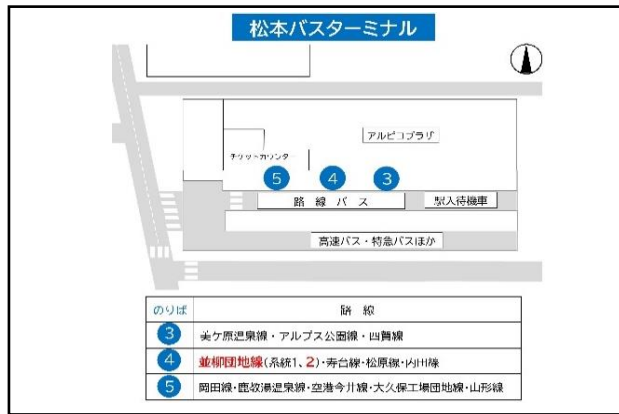 松本バスターミナル
アルピコプラザ
チケットカウンタ
5 4 3
路線バス
駅入待機車
高速バス・特急バスほか
のりば 路線
3 美ケ原温泉線・アルプス公園線・四賀線
4 並柳団地線(系統1、2)・寿台線・松原線・内田線
5 岡田線・鹿教湯温泉線・空港今井線・大久保工場団地線・山形線